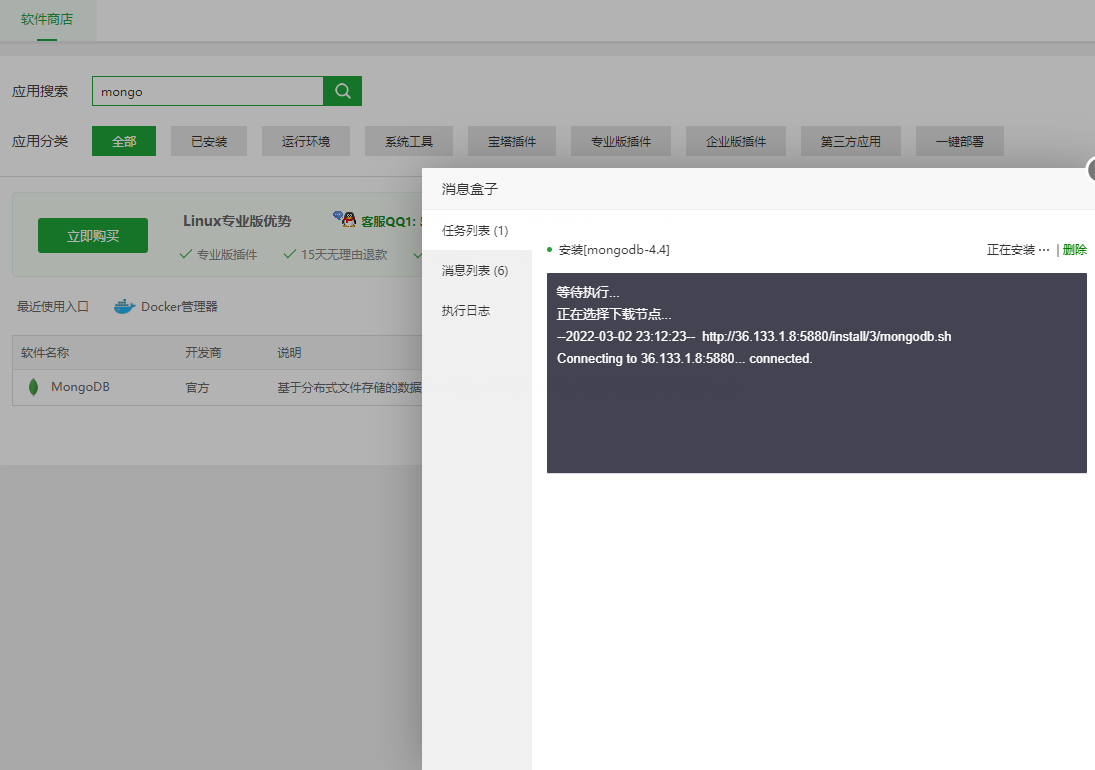 软件商店
应用搜索
mongo
应用分类
全部
已安装
运行环境
系统工具
宝塔插件
专业版插件
企业版插件
第三方应用
一键部署
立即购买
Linux专业版优势
客服QQ1:
专业版插件
15天无理由退款
最近使用入口
Docker管理器
软件名称 开发商 说明
MongoDB 官方 基于分布式文件存储的数据
消息盒子
任务列表 (1)
消息列表 (6)
执行日志
安装[mongodb-4.4] 正在安装 ··· | 删除
等待执行...
正在选择下载节点...
--2022-03-02 23:12:23-- http://36.133.1.8:5880/install/3/mongodb.sh
Connecting to 36.133.1.8:5880... connected.